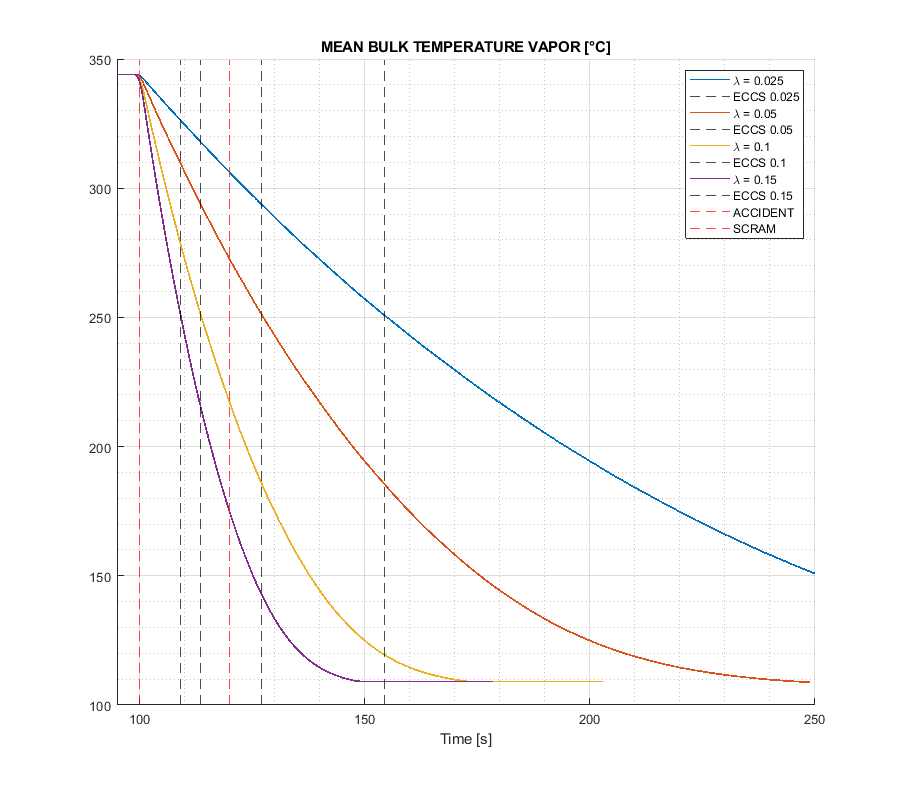 MEAN BULK TEMPERATURE VAPOR [°C]
350
300
250
200
150
100
λ = 0.025
ECCS 0.025
λ = 0.05
ECCS 0.05
λ = 0.1
ECCS 0.1
λ = 0.15
ECCS 0.15
ACCIDENT
SCRAM
100
150
200
250
Time [s]